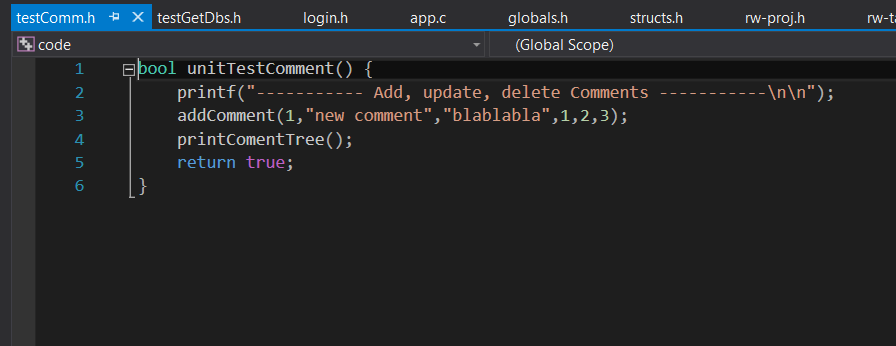 testComm.h testGetDbs.h login.h app.c globals.h structs.h rw-proj.h rw-ta
code (Global Scope)
1 bool unitTestComment() {
2 printf("----------- Add, update, delete Comments -----------\n\n");
3 addComment(1,"new comment","blablabla",1,2,3);
4 printComentTree();
5 return true;
6 }